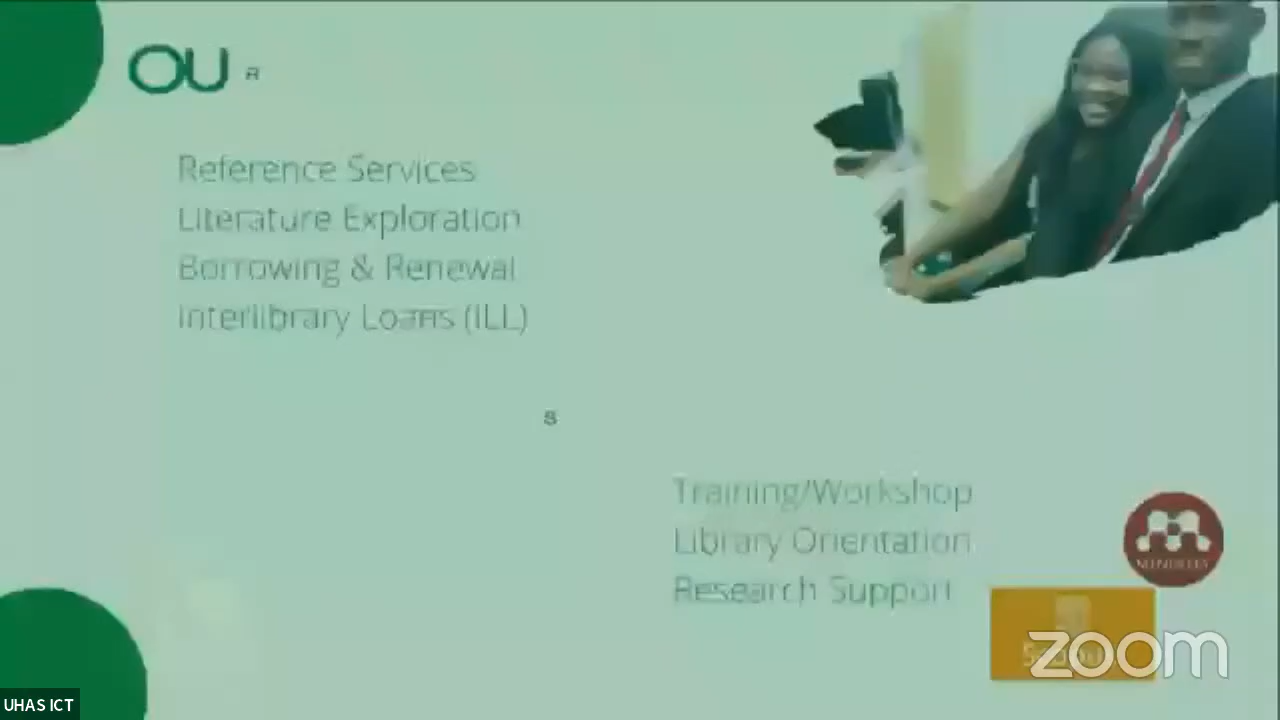 OU R
Reference Services
Literature Exploration
Borrowing & Renewal
Interlibrary Loans (ILL)
s
Training/Workshop
Library Orientation
Research Support
MENDELEY
zoom
UHAS ICT